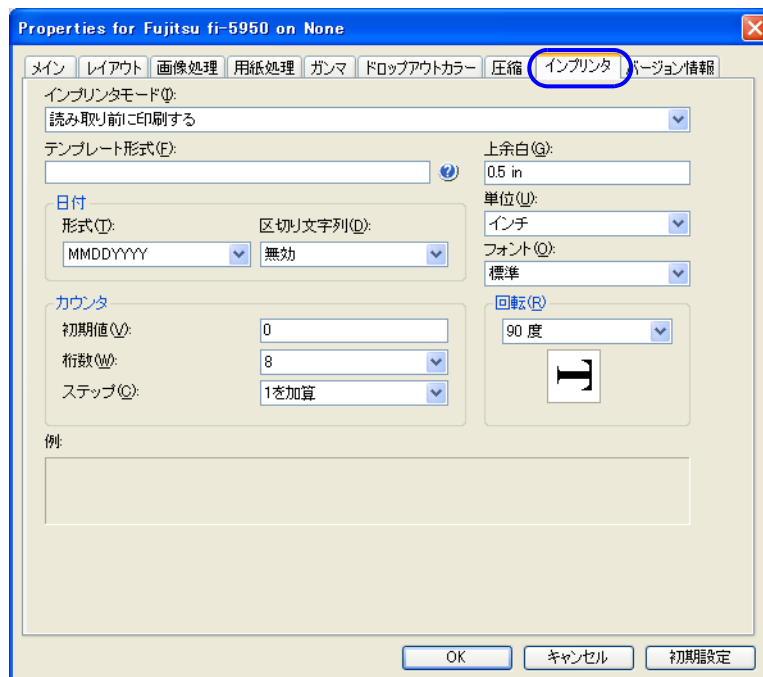 Properties for Fujitsu fi-5950 on None
メイン レイアウト 画像処理 用紙処理 ガンマ ドロップアウトカラー 圧縮 インプリンタ バージョン情報
インプリンタモード(I):
読み取り前に印刷する
テンプレート形式(F):
上余白(G):
0.5 in
日付
形式(T):
区切り文字列(D):
MMDDYYYY
無効
単位(U):
インチ
フォント(O):
標準
カウンタ
初期値(V):
0
桁数(W):
8
ステップ(C):
1を加算
回転(R)
90 度
例:
OK キャンセル 初期設定